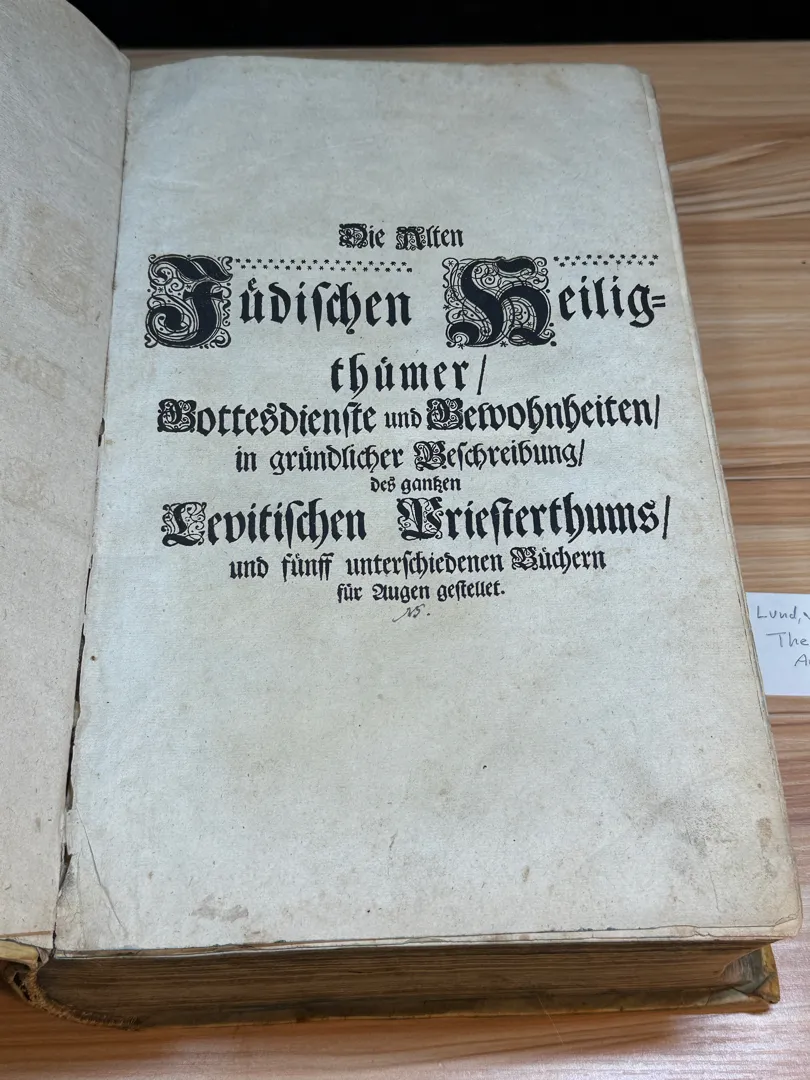 Die Alten
Jüdischen Heilig=
thümer/
Gottesdienste und Gewohnheiten/
in gründlicher Beschreibung/
des gantzen
Levitischen Priesterthums/
und fünff unterschiedenen Büchern
für Augen gestellet.
Lund,
The